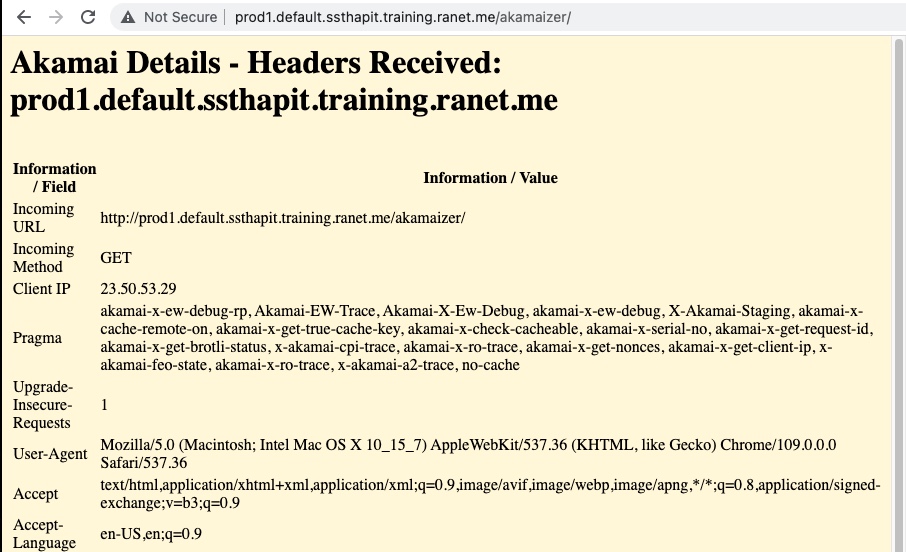 Not Secure | prod1.default.ssthapit.training.ranet.me/akamaizer/
Akamai Details - Headers Received:
prod1.default.ssthapit.training.ranet.me
Information
/ Field
Information / Value
Incoming
URL
http://prod1.default.ssthapit.training.ranet.me/akamaizer/
Incoming
Method
GET
Client IP
23.50.53.29
Pragma
akamai-x-ew-debug-rp, Akamai-EW-Trace, Akamai-X-Ew-Debug, akamai-x-ew-debug, X-Akamai-Staging, akamai-x-
cache-remote-on, akamai-x-get-true-cache-key, akamai-x-check-cacheable, akamai-x-serial-no, akamai-x-get-request-id,
akamai-x-get-brotli-status, x-akamai-cpi-trace, akamai-x-ro-trace, akamai-x-get-nonces, akamai-x-get-client-ip, x-
akamai-feo-state, akamai-x-ro-trace, x-akamai-a2-trace, no-cache
Upgrade-
Insecure-
Requests
1
User-Agent
Mozilla/5.0 (Macintosh; Intel Mac OS X 10_15_7) AppleWebKit/537.36 (KHTML, like Gecko) Chrome/109.0.0.0
Safari/537.36
Accept
text/html,application/xhtml+xml,application/xml;q=0.9,image/avif,image/webp,image/apng,*/*;q=0.8,application/signed-
exchange;v=b3;q=0.9
Accept-
Language
en-US,en;q=0.9